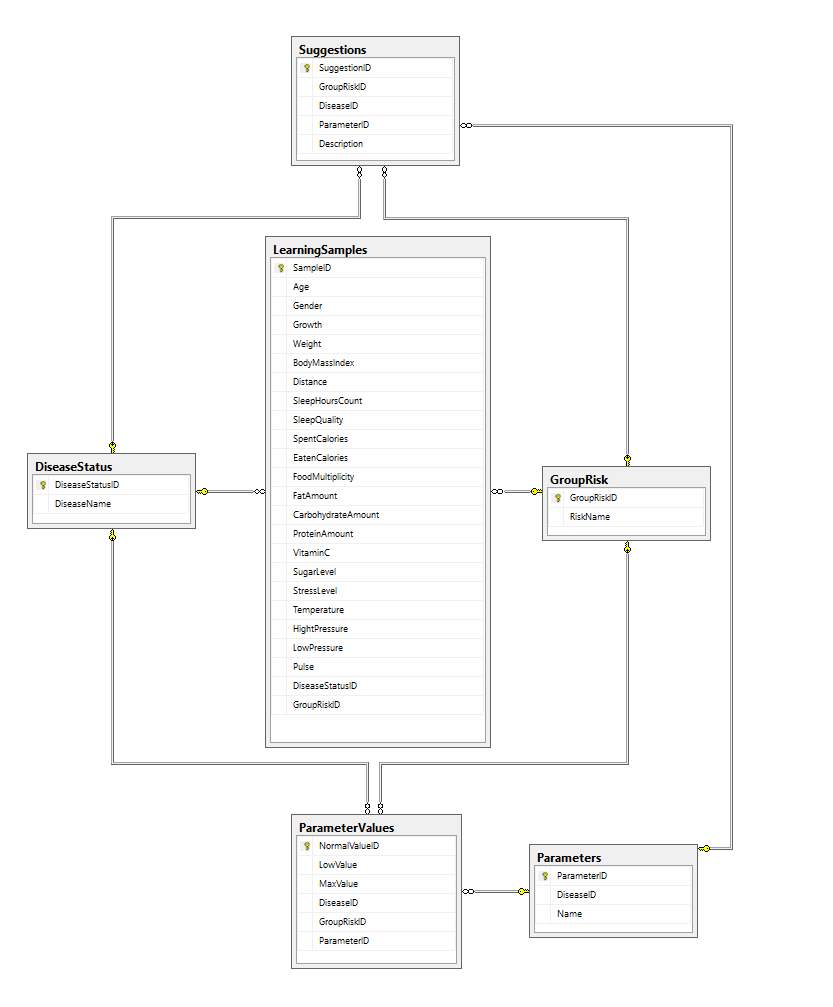 Suggestions
SuggestionID
GroupRiskID
DiseaseID
ParameterID
Description
LearningSamples
SampleID
Age
Gender
Growth
Weight
BodyMassIndex
Distance
SleepHoursCount
SleepQuality
SpentCalories
EatenCalories
FoodMultiplicity
FatAmount
CarbohydrateAmount
ProteinAmount
VitaminC
SugarLevel
StressLevel
Temperature
HightPressure
LowPressure
Pulse
DiseaseStatusID
GroupRiskID
DiseaseStatus
DiseaseStatusID
DiseaseName
GroupRisk
GroupRiskID
RiskName
ParameterValues
NormalValueID
LowValue
MaxValue
DiseaseID
GroupRiskID
ParameterID
Parameters
ParameterID
DiseaseID
Name